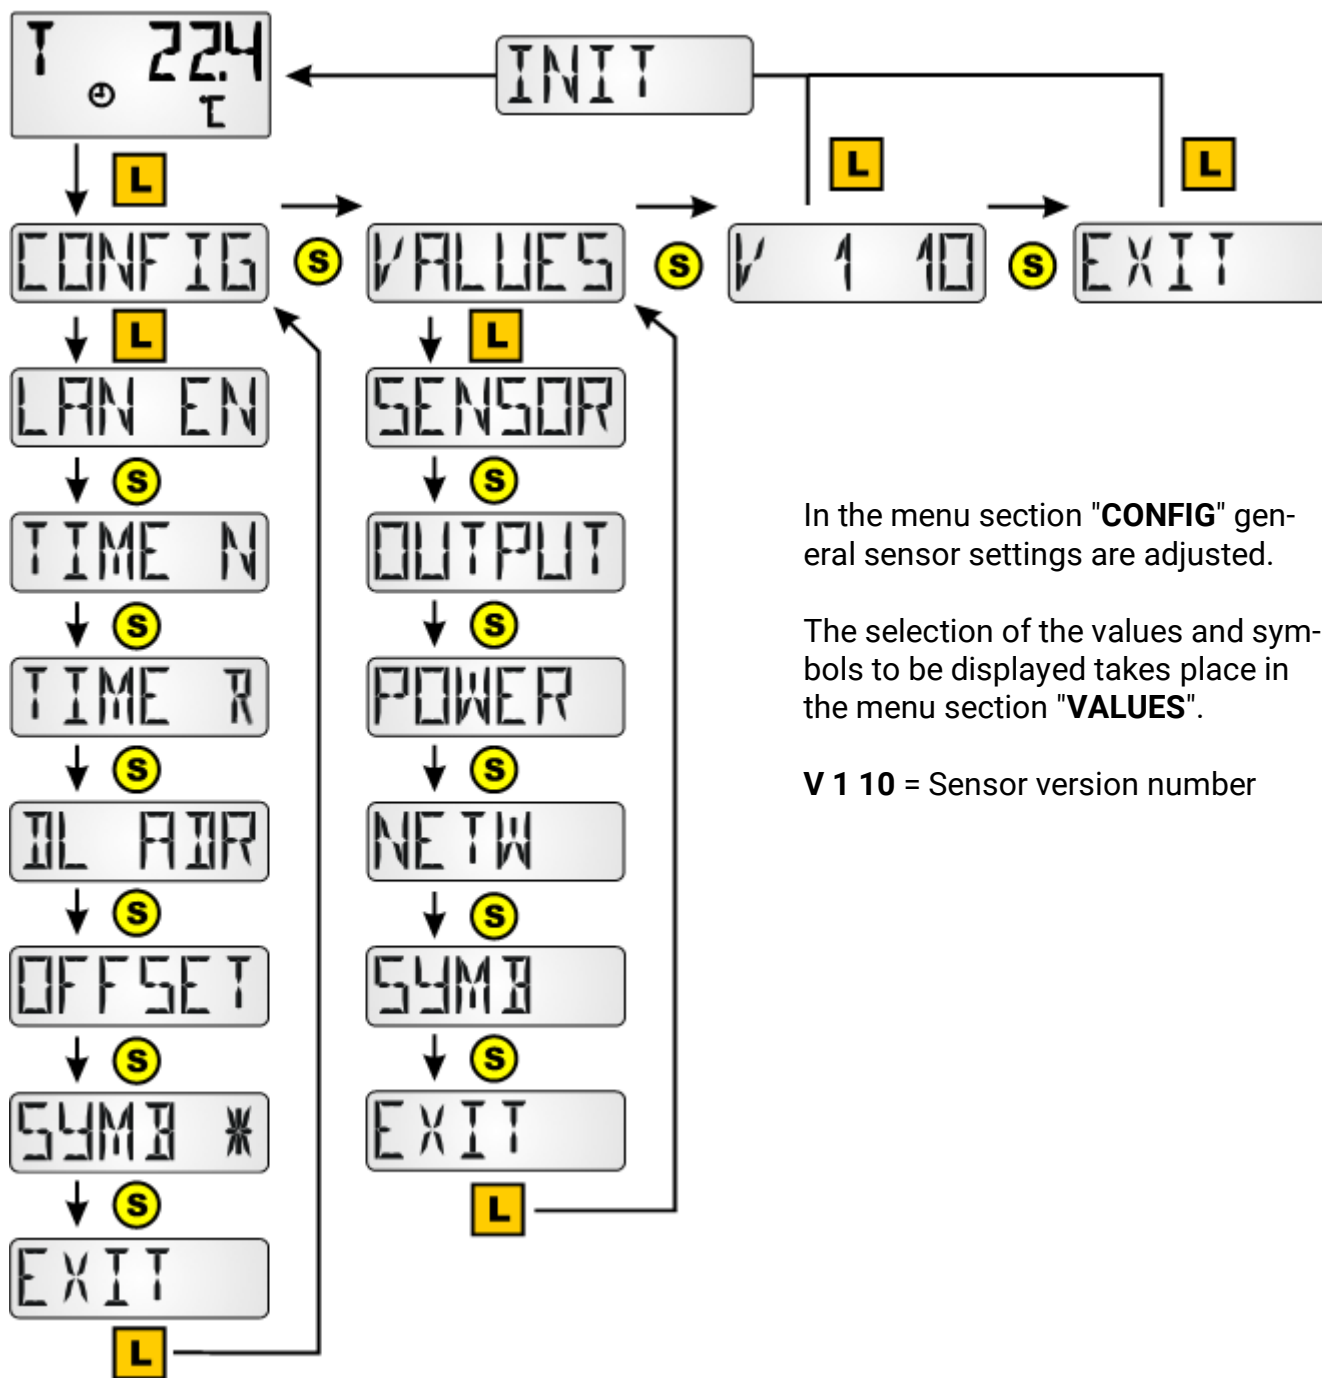 T 22.4
°C
INIT
L
L
L
CONFIG
S
VALUES
S
V 1 10
S
EXIT
L
L
LAN EN
SENSOR
S
S
TIME N
OUTPUT
S
S
TIME R
POWER
S
S
DL ADR
NETW
S
S
OFFSET
SYMB
S
S
SYMB *
EXIT
S
L
EXIT
L
In the menu section "CONFIG" gen-
eral sensor settings are adjusted.
The selection of the values and sym-
bols to be displayed takes place in
the menu section "VALUES".
V 1 10 = Sensor version number